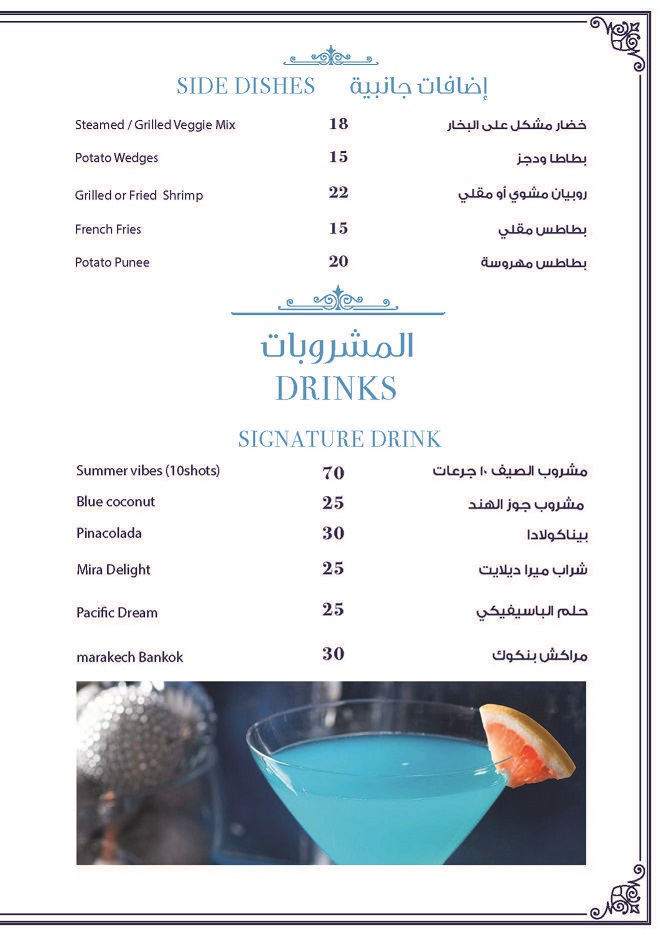 SIDE DISHES إضافات جانبية
Steamed / Grilled Veggie Mix 18 خضار مشكل على البخار
Potato Wedges 15 بطاطا ودجز
Grilled or Fried Shrimp 22 روبيان مشوي أو مقلي
French Fries 15 بطاطس مقلي
Potato Punee 20 بطاطس مهروسة
المشروبات
DRINKS
SIGNATURE DRINK
Summer vibes (10shots) 70 مشروب الصيف ١٠ جرعات
Blue coconut 25 مشروب جوز الهند
Pinacolada 30 بيناكولادا
Mira Delight 25 شراب ميرا ديلايت
Pacific Dream 25 حلم الباسيفيكي
marakech Bankok 30 مراكش بنكوك